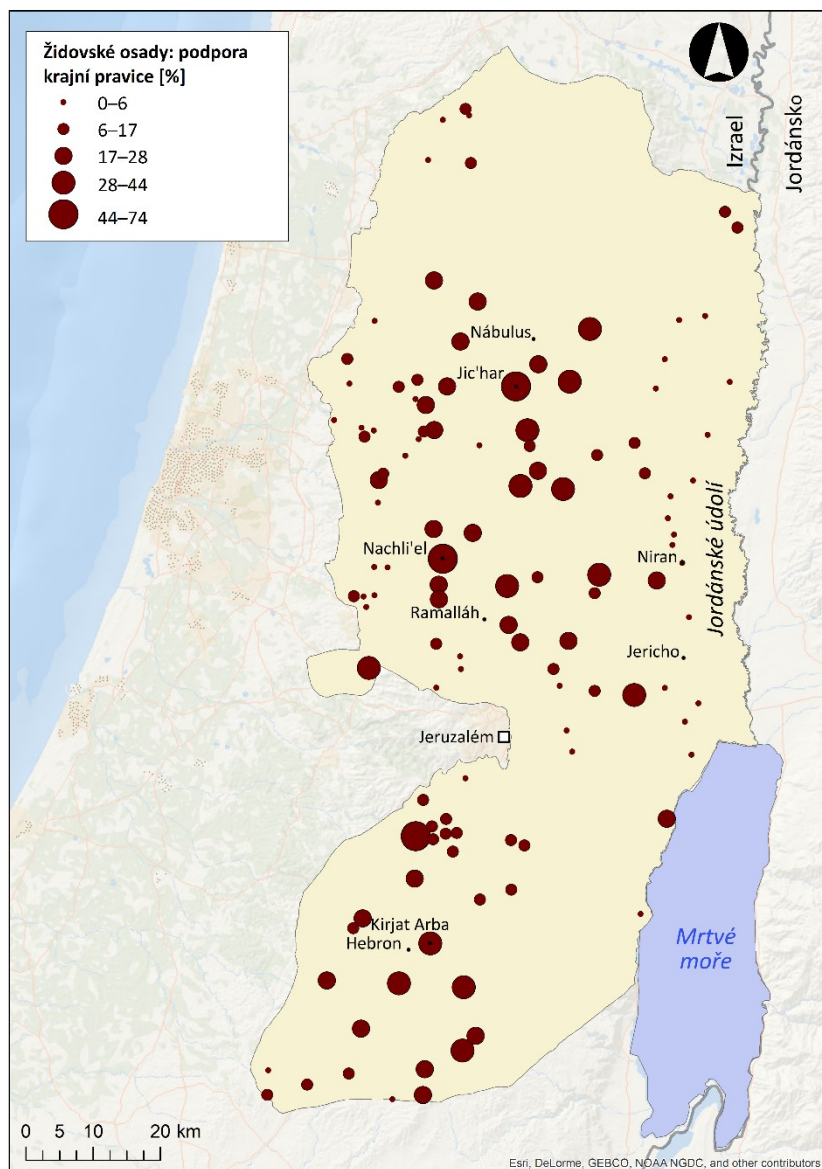 Židovské osady: podpora
krajní pravice [%]
0–6
6–17
17–28
28–44
44–74
Izrael
Jordánsko
Nábulus
Jic'har
Nachli'el
Niran
Jordánské údolí
Ramalláh
Jericho
Jeruzalém
Kirjat Arba
Hebron
Mrtvé
moře
0 5 10 20 km
Esri, DeLorme, GEBCO, NOAA NGDC, and other contributors